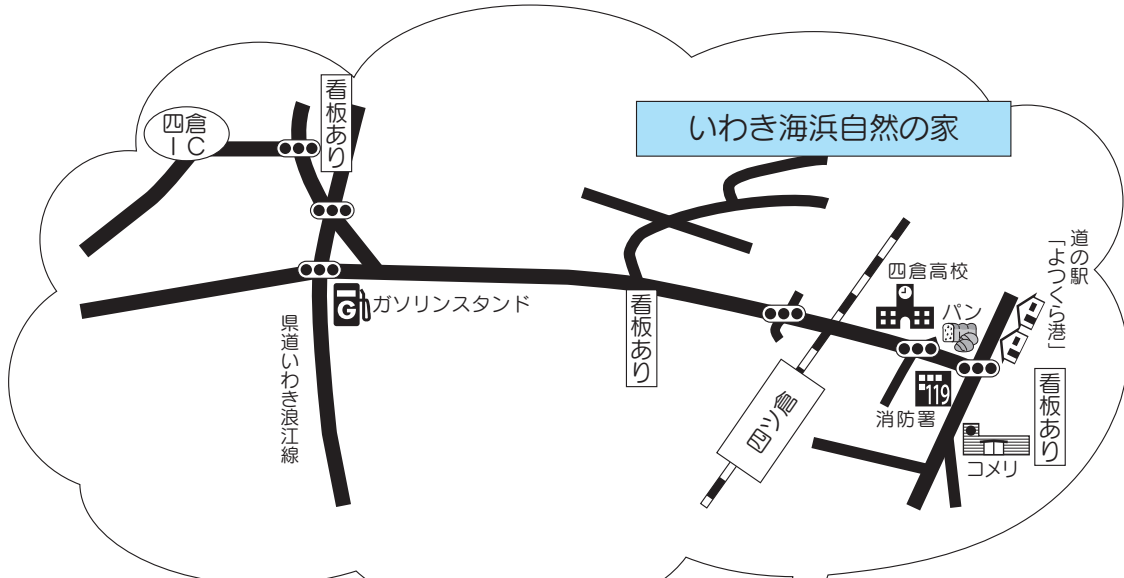 四倉
IC
看板あり
いわき海浜自然の家
道の駅
「よつくら港」
四倉高校
パン
G
ガソリンスタンド
看板あり
県道いわき浪江線
四ツ倉
119
消防署
看板あり
コメリ